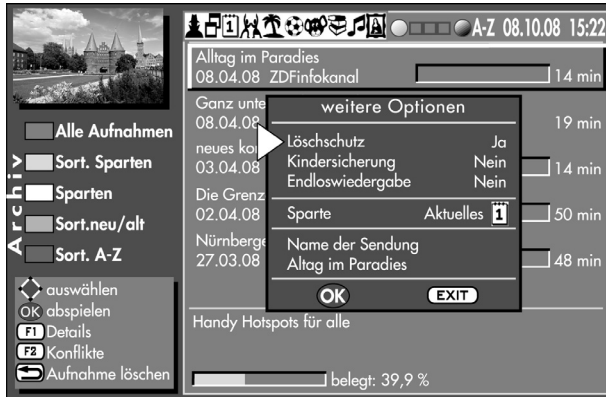 A-Z 08.10.08 15:22
Alltag im Paradies
08.04.08 ZDFinfokanal 14 min
Ganz unte
08.04.08 19 min
neues kon
03.04.08 14 min
Die Grenz
02.04.08 50 min
Nürnberge
27.03.08 48 min
weitere Optionen
Löschschutz Ja
Kindersicherung Nein
Endloswiedergabe Nein
Sparte Aktuelles 1
Name der Sendung
Altag im Paradies
OK EXIT
Archiv
Alle Aufnahmen
Sort. Sparten
Sparten
Sort.neu/alt
Sort. A-Z
auswählen
OK abspielen
F1 Details
F2 Konflikte
Aufnahme löschen
Handy Hotspots für alle
belegt: 39,9 %